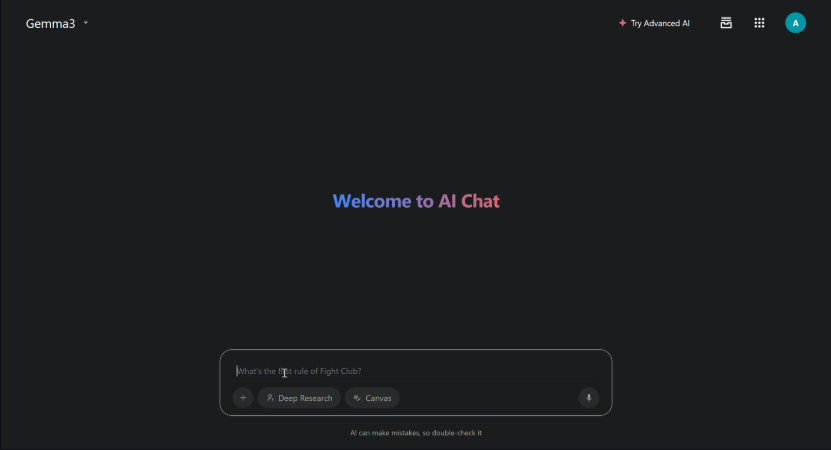 Gemma3
Try Advanced AI
A
Welcome to AI Chat
What's the first rule of Fight Club?
Deep Research
Canvas
AI can make mistakes, so double-check it